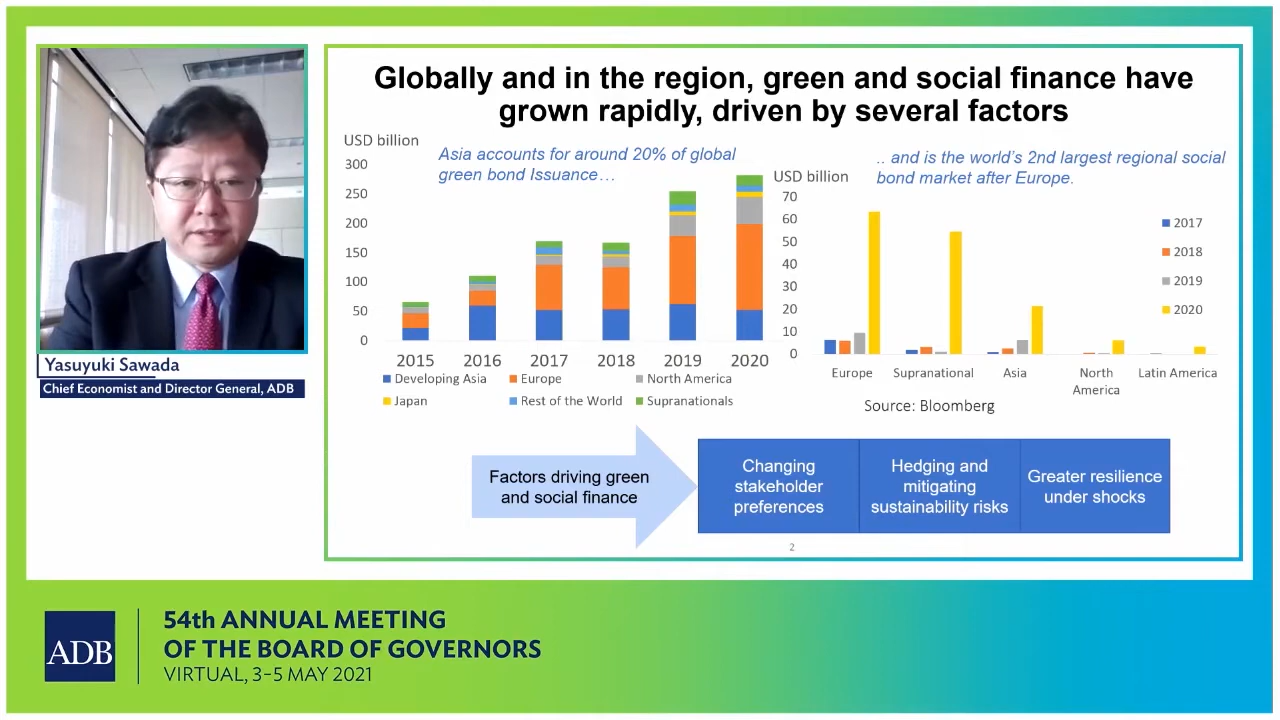 Globally and in the region, green and social finance have
grown rapidly, driven by several factors
USD billion
Asia accounts for around 20% of global
green bond Issuance…
300
250
200
150
100
50
0
2015 2016 2017 2018 2019 2020
Developing Asia Europe North America
Japan Rest of the World Supranationals
USD billion
.. and is the world's 2nd largest regional social
bond market after Europe.
70
60
50
40
30
20
10
0
2017
2018
2019
2020
Europe Supranational Asia North America Latin America
Source: Bloomberg
Factors driving green
and social finance
Changing
stakeholder
preferences
Hedging and
mitigating
sustainability risks
Greater resilience
under shocks
2
Yasuyuki Sawada
Chief Economist and Director General, ADB
ADB
54th ANNUAL MEETING
OF THE BOARD OF GOVERNORS
VIRTUAL, 3–5 MAY 2021